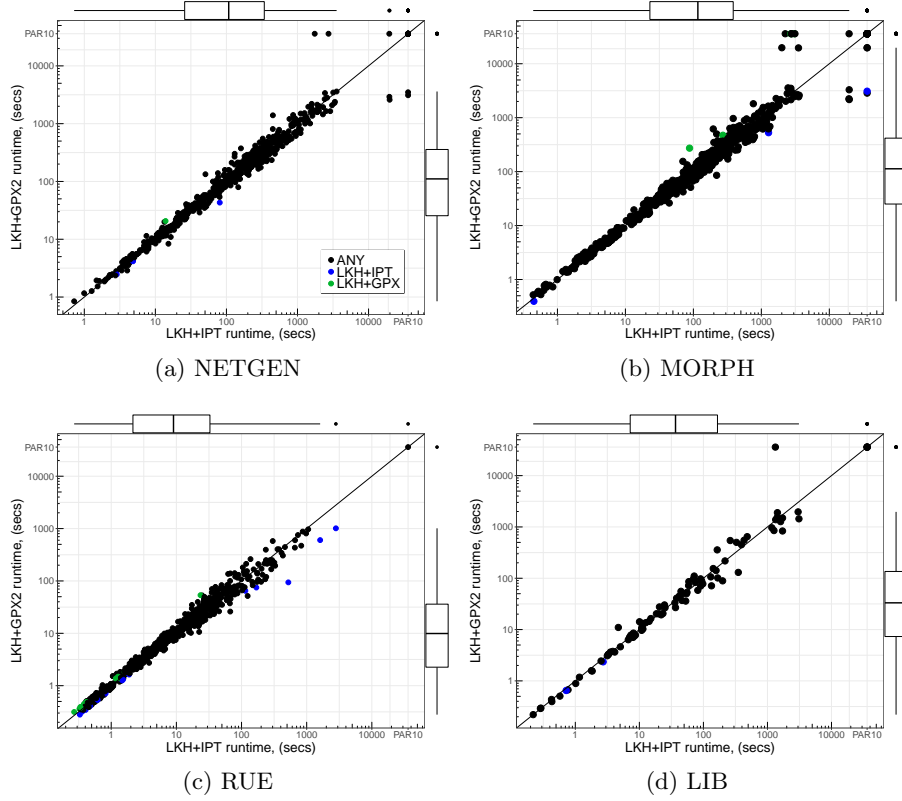 PAR10
10000
1000
100
10
1
LKH+GPX2 runtime, (secs)
ANY
LKH+IPT
LKH+GPX
1 10 100 1000 10000 PAR10
LKH+IPT runtime, (secs)
(a) NETGEN
PAR10
10000
1000
100
10
1
LKH+GPX2 runtime, (secs)
1 10 100 1000 10000 PAR10
LKH+IPT runtime, (secs)
(b) MORPH
PAR10
10000
1000
100
10
1
LKH+GPX2 runtime, (secs)
1 10 100 1000 10000 PAR10
LKH+IPT runtime, (secs)
(c) RUE
PAR10
10000
1000
100
10
1
LKH+GPX2 runtime, (secs)
1 10 100 1000 10000 PAR10
LKH+IPT runtime, (secs)
(d) LIB